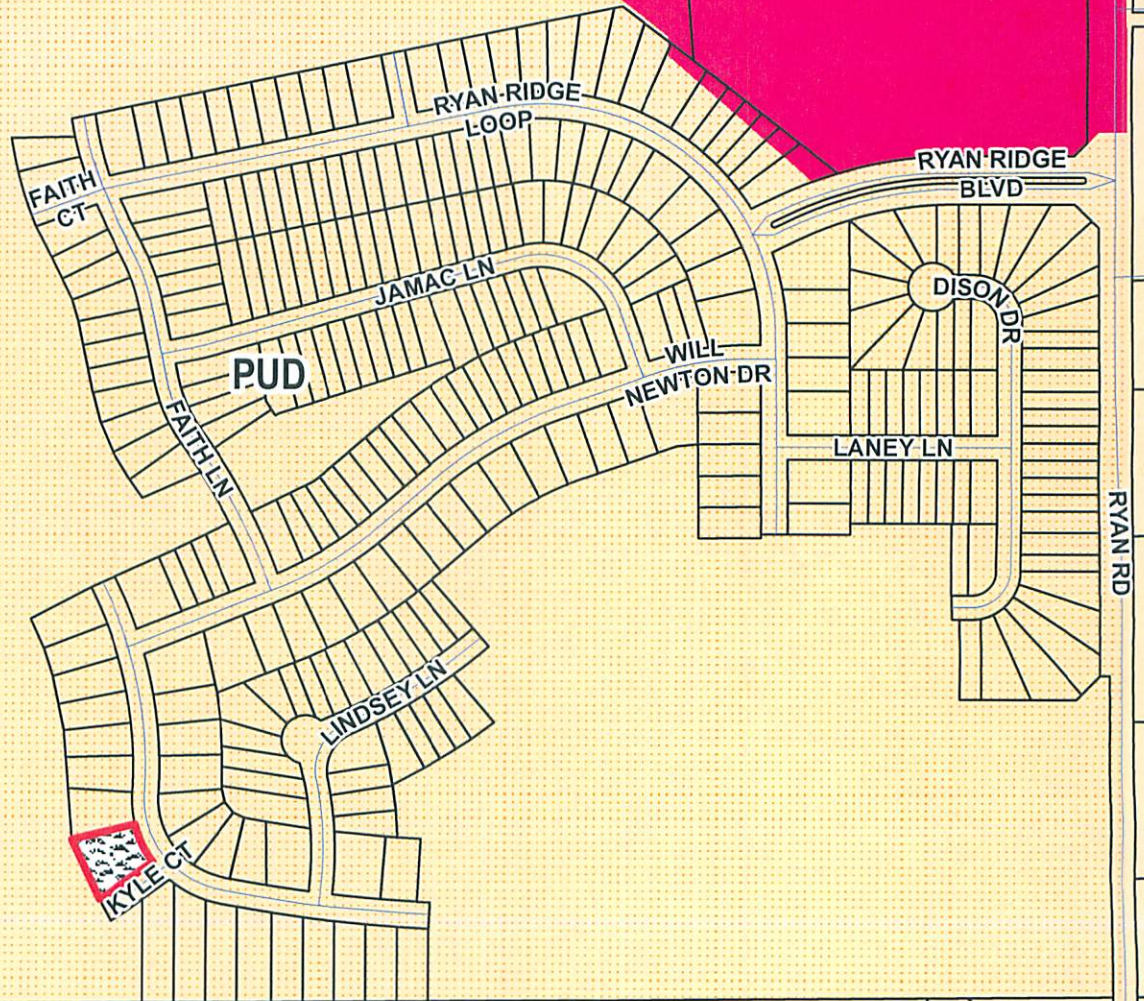 RYAN RIDGE
LOOP
RYAN RIDGE
BLVD
FAITH
CT
JAMAC LN
DISON DR
WILL
NEWTON DR
PUD
FAITH LN
LANEY LN
RYAN RD
LINDSEY LN
KYLE CT